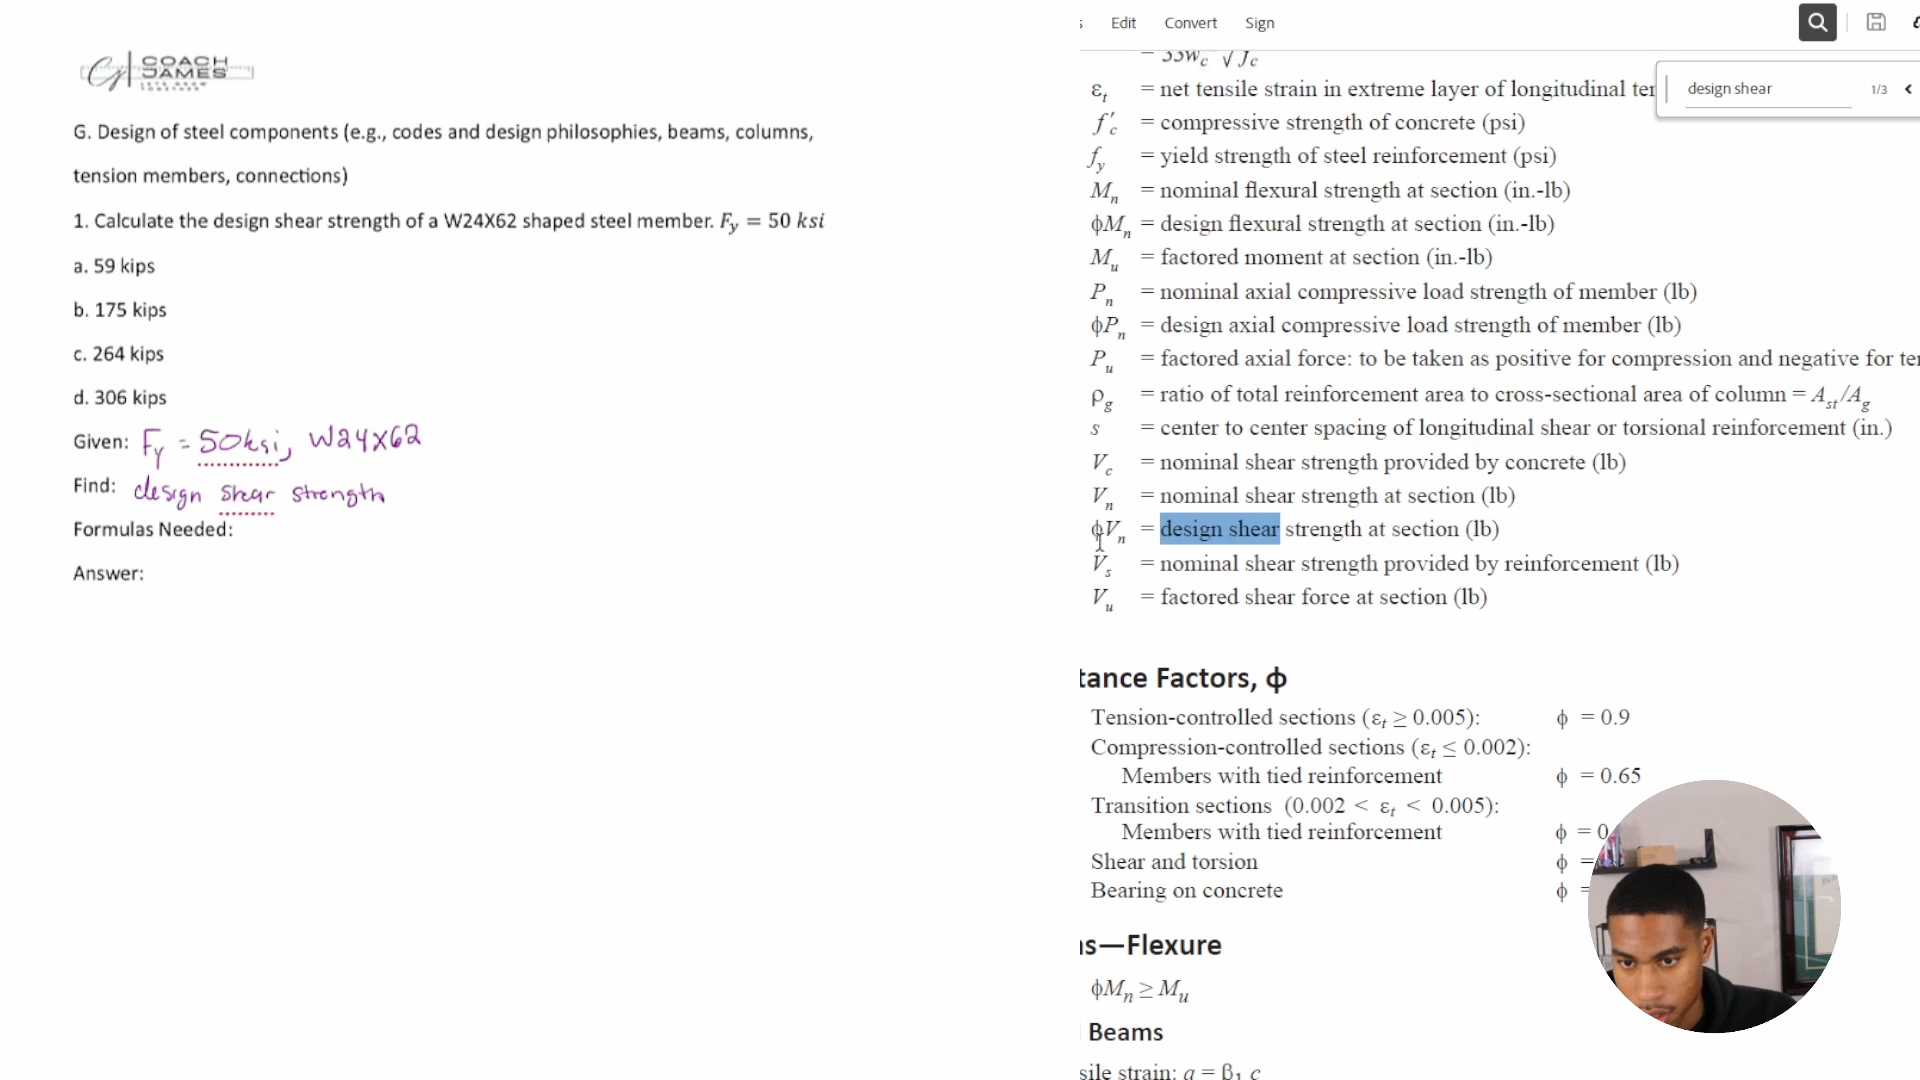 COACH
JAMES
G. Design of steel components (e.g., codes and design philosophies, beams, columns,
tension members, connections)
1. Calculate the design shear strength of a W24X62 shaped steel member. Fy = 50 ksi
a. 59 kips
b. 175 kips
c. 264 kips
d. 306 kips
Given: Fy = 50ksi, W24X62
Find: design shear strength
Formulas Needed:
Answer:
Edit Convert Sign
design shear 1/3
εt = net tensile strain in extreme layer of longitudinal
f′c = compressive strength of concrete (psi)
fy = yield strength of steel reinforcement (psi)
Mn = nominal flexural strength at section (in.-lb)
ϕMn = design flexural strength at section (in.-lb)
Mu = factored moment at section (in.-lb)
Pn = nominal axial compressive load strength of member (lb)
ϕPn = design axial compressive load strength of member (lb)
Pu = factored axial force: to be taken as positive for compression and negative for
ρg = ratio of total reinforcement area to cross-sectional area of column = Ast/Ag
s = center to center spacing of longitudinal shear or torsional reinforcement (in.)
Vc = nominal shear strength provided by concrete (lb)
Vn = nominal shear strength at section (lb)
ϕVn = design shear strength at section (lb)
Vs = nominal shear strength provided by reinforcement (lb)
Vu = factored shear force at section (lb)
tance Factors, ϕ
Tension-controlled sections (εt ≥ 0.005): ϕ = 0.9
Compression-controlled sections (εt ≤ 0.002):
Members with tied reinforcement ϕ = 0.65
Transition sections (0.002 < εt < 0.005):
Members with tied reinforcement ϕ = 0
Shear and torsion ϕ =
Bearing on concrete ϕ =
ns—Flexure
ϕMn ≥ Mu
Beams
sile strain: a = β1 c